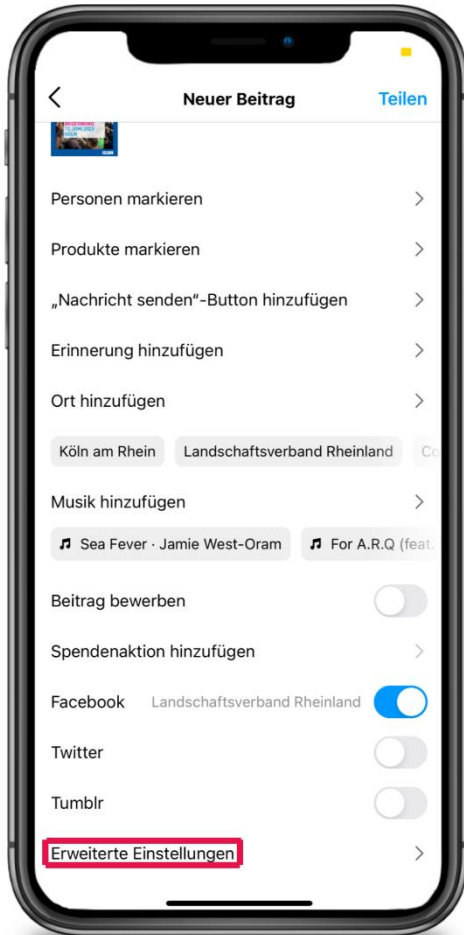 Neuer Beitrag
Teilen
Personen markieren
Produkte markieren
„Nachricht senden“-Button hinzufügen
Erinnerung hinzufügen
Ort hinzufügen
Köln am Rhein Landschaftsverband Rheinland
Musik hinzufügen
Sea Fever · Jamie West-Oram For A.R.Q (feat.
Beitrag bewerben
Spendenaktion hinzufügen
Facebook Landschaftsverband Rheinland
Twitter
Tumblr
Erweiterte Einstellungen